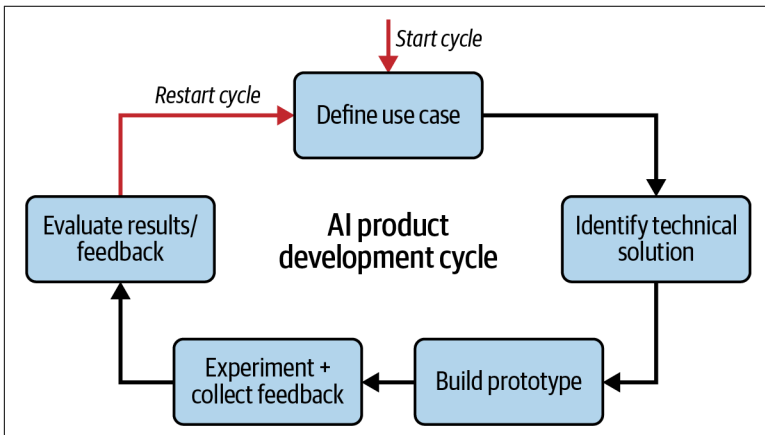 Start cycle
Restart cycle
Define use case
Evaluate results/
feedback
AI product
development cycle
Identify technical
solution
Experiment +
collect feedback
Build prototype